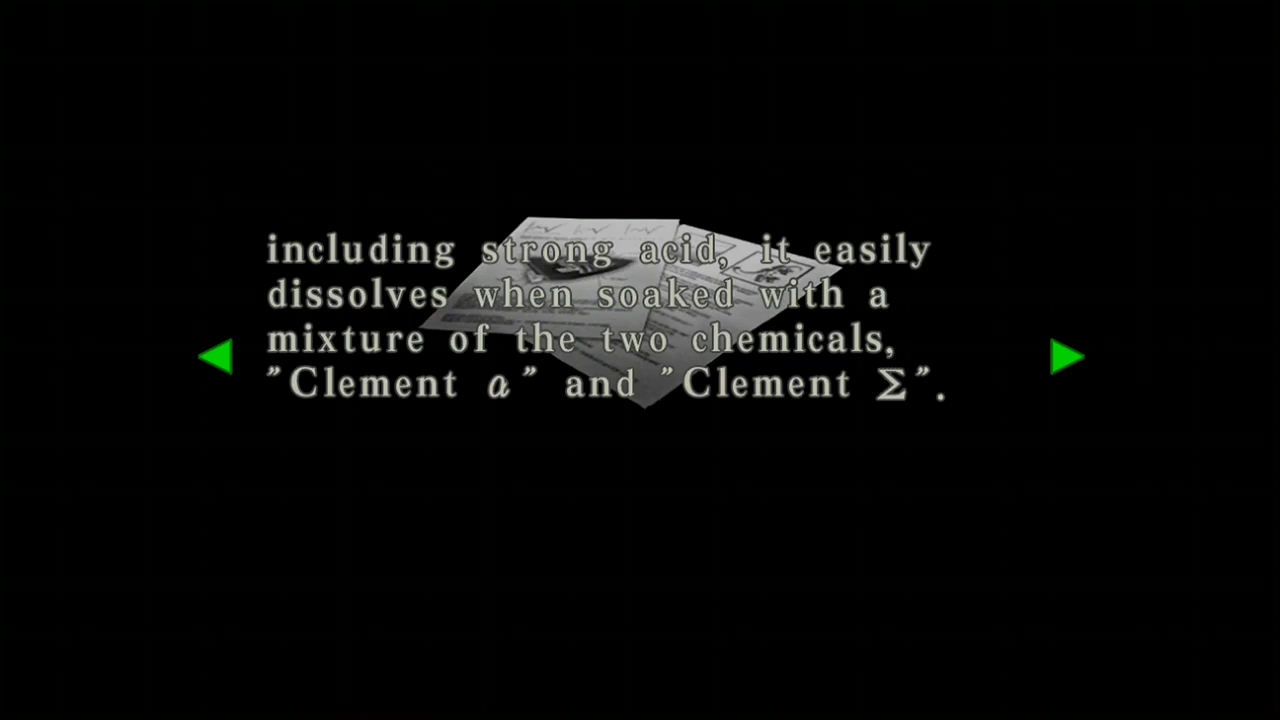 including strong acid, it easily
dissolves when soaked with a
mixture of the two chemicals,
"Clement α" and "Clement Σ".